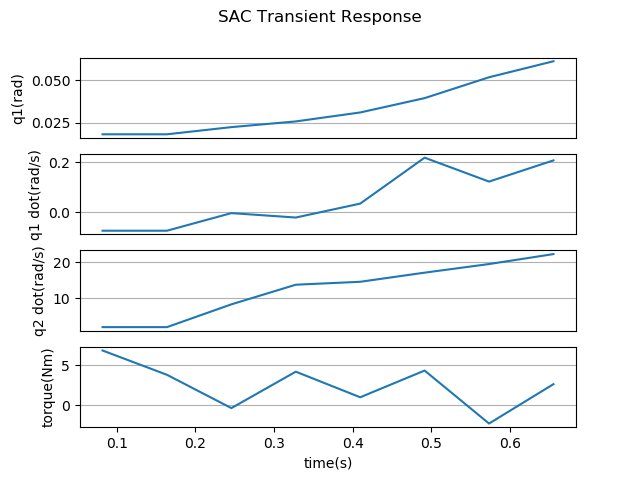 SAC Transient Response
q1(rad)
0.050
0.025
q1 dot(rad/s)
0.2
0.0
q2 dot(rad/s)
20
10
torque(Nm)
5
0
0.1 0.2 0.3 0.4 0.5 0.6
time(s)